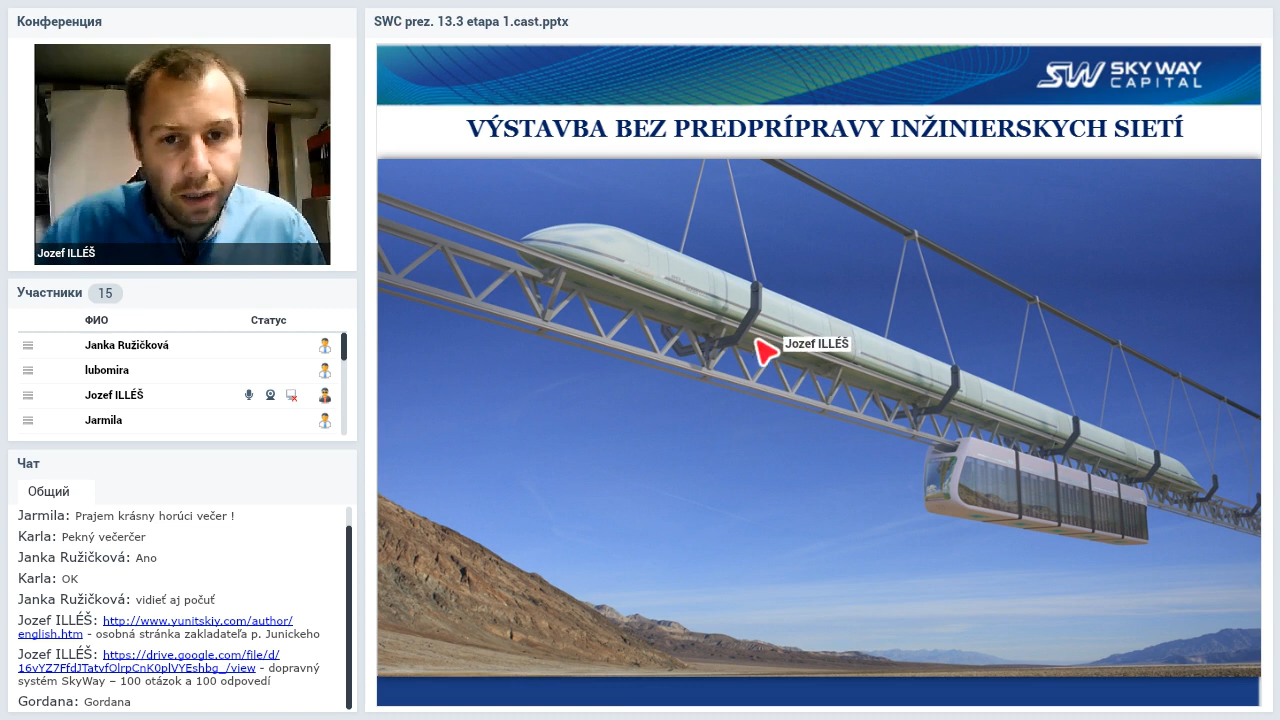 Конференция
Jozef ILLÉŠ
Участники 15
ФИО Статус
Janka Ružičková
lubomira
Jozef ILLÉŠ
Jarmila
Чат
Общий
Jarmila: Prajem krásny horúci večer !
Karla: Pekný večerčer
Janka Ružičková: Ano
Karla: OK
Janka Ružičková: vidieť aj počuť
Jozef ILLÉŠ: http://www.yunitskiy.com/author/
english.htm - osobná stránka zakladateľa p. Junickeho
Jozef ILLÉŠ: https://drive.google.com/file/d/
16vYZ7FfdJTatvfOlrpCnK0plVYEshbg_/view - dopravný
systém SkyWay – 100 otázok a 100 odpovedí
Gordana: Gordana
SWC prez. 13.3 etapa 1.cast.pptx
SW SKY WAY
CAPITAL
VÝSTAVBA BEZ PREDPRÍPRAVY INŽINIERSKYCH SIETÍ
Jozef ILLÉŠ